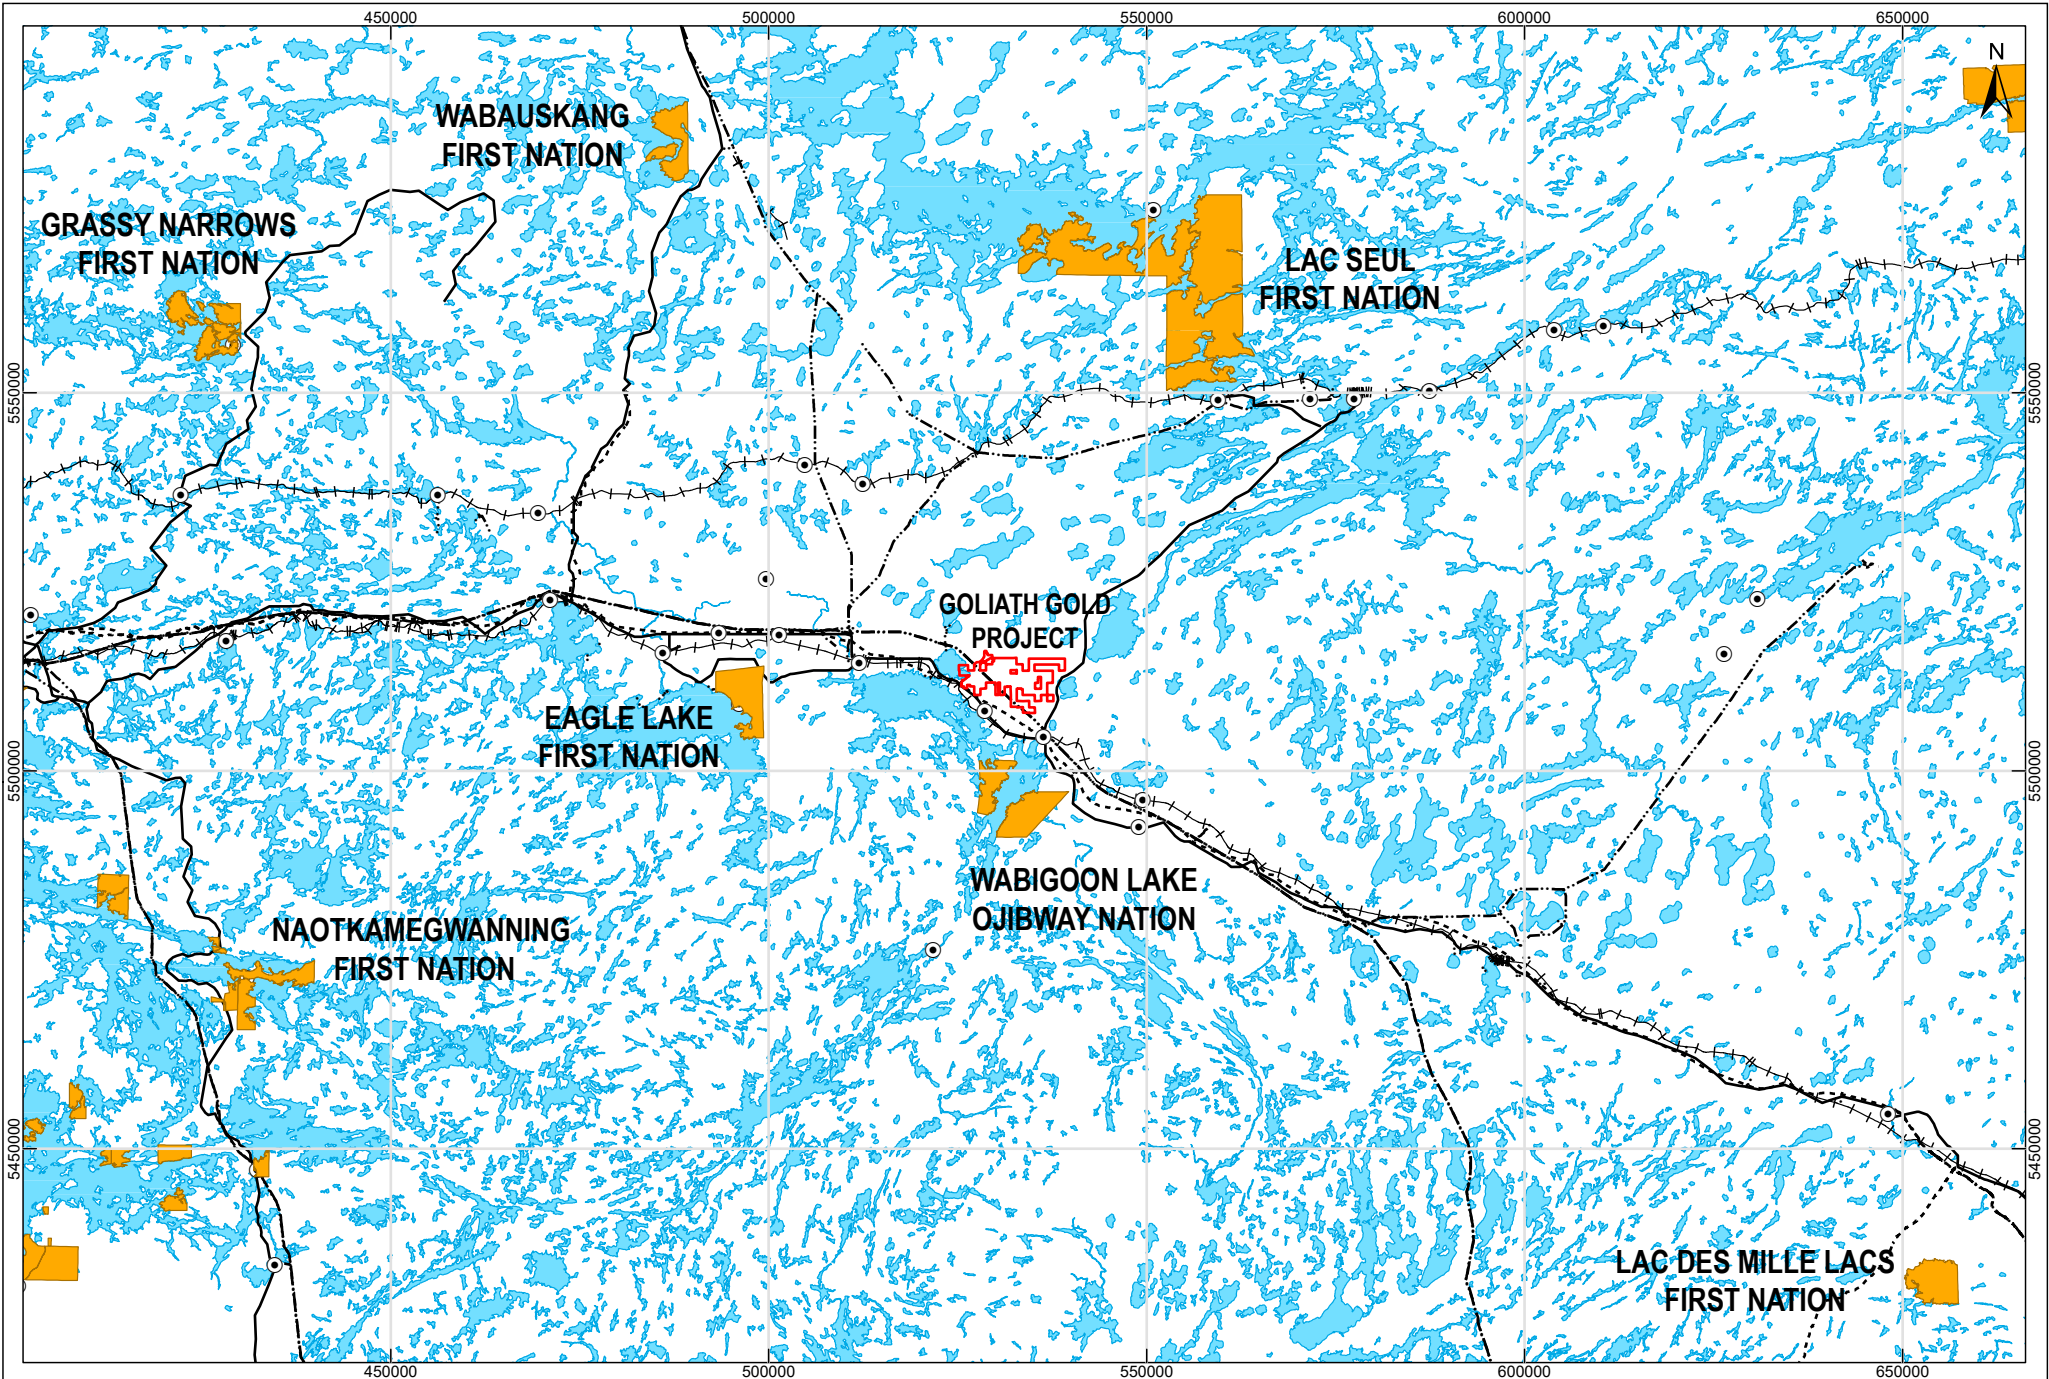 450000
500000
550000
600000
650000
N
WABAUSKANG
FIRST NATION
GRASSY NARROWS
FIRST NATION
LAC SEUL
FIRST NATION
5550000
5550000
GOLIATH GOLD
PROJECT
EAGLE LAKE
FIRST NATION
5500000
5500000
WABIGOON LAKE
OJIBWAY NATION
NAOTKAMEGWANNING
FIRST NATION
5450000
5450000
LAC DES MILLE LACS
FIRST NATION
450000
500000
550000
600000
650000